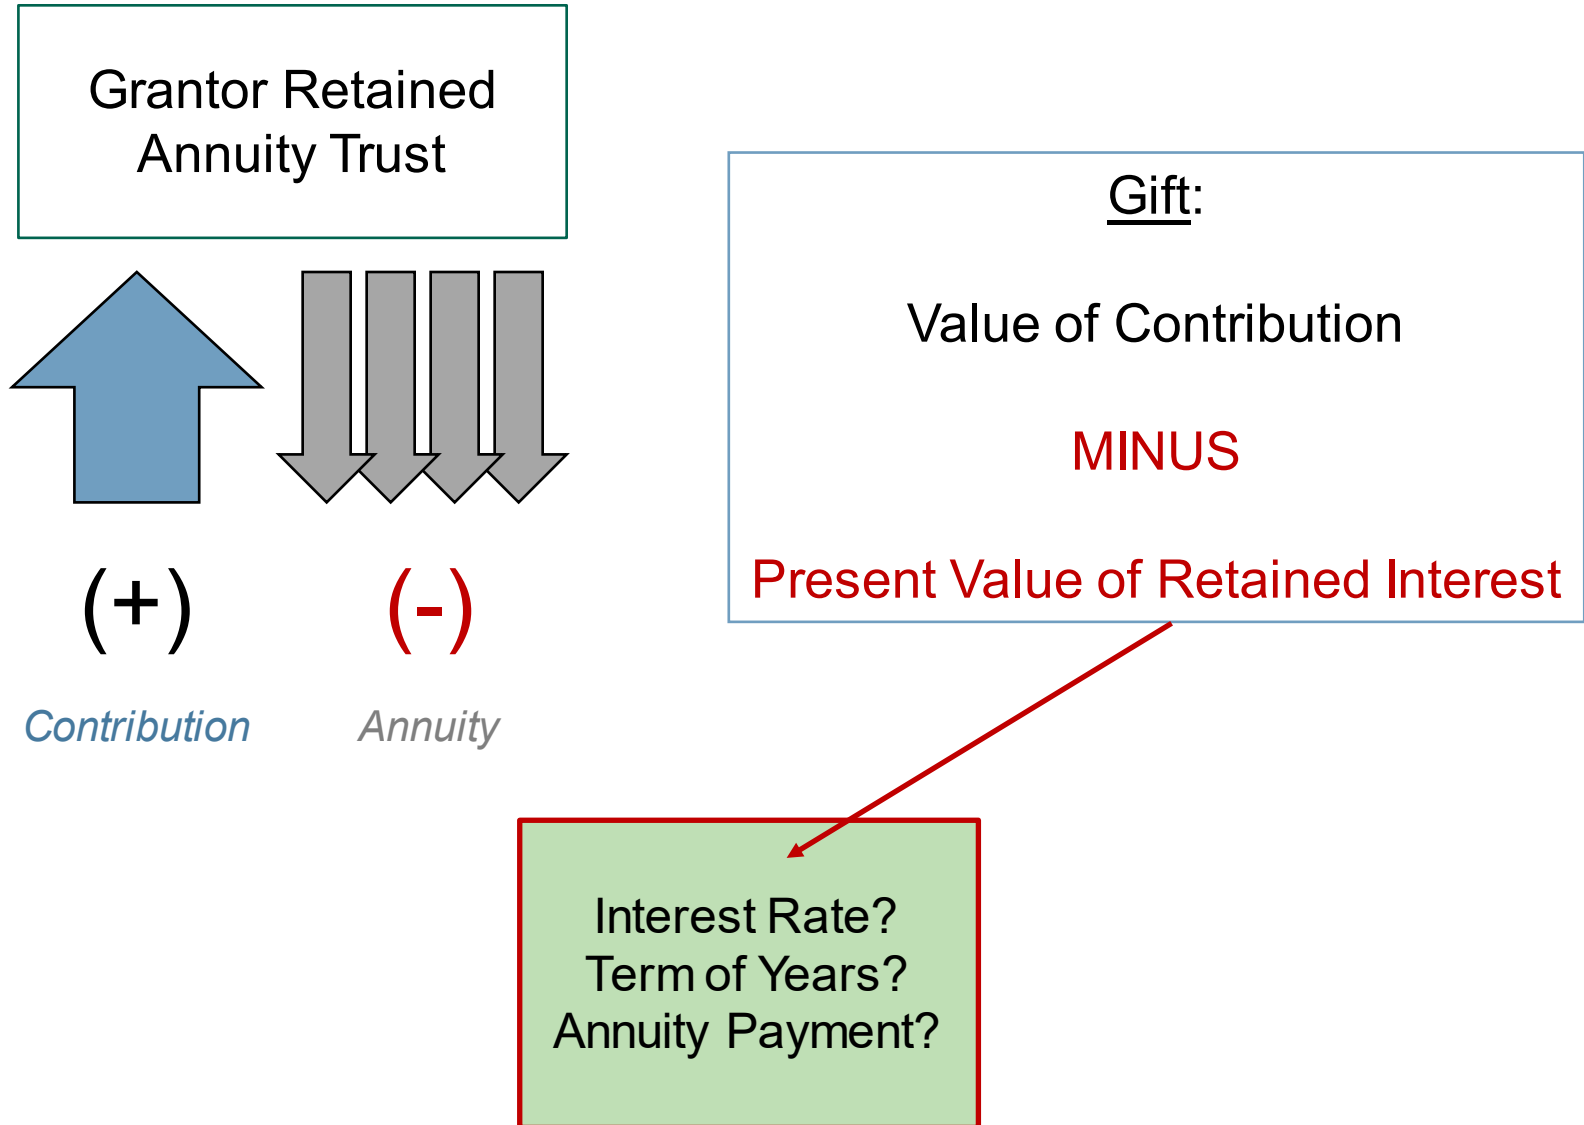 Grantor Retained
Annuity Trust
(+)
(-)
Contribution
Annuity
Gift:
Value of Contribution
MINUS
Present Value of Retained Interest
Interest Rate?
Term of Years?
Annuity Payment?